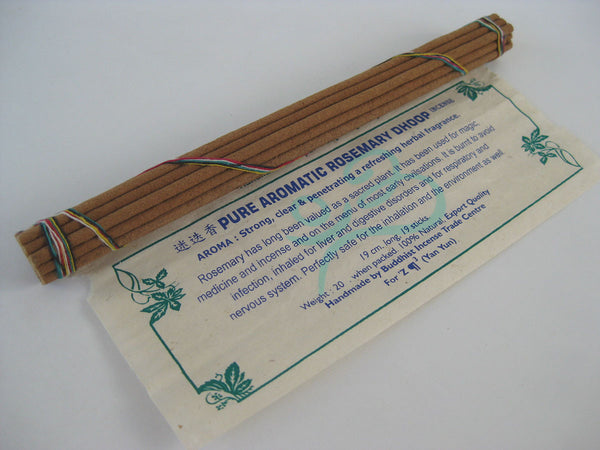 迷迭香 PURE AROMATIC ROSEMARY DHOOP INCENSE
AROMA : Strong, clear & penetrating a refreshing herbal fragrance.
Rosemary has long been valued as a sacred plant. It has been used for magic,
medicine and incense and on the menu of most early civilisations. It is burnt to avoid
infection, inhaled for liver and digestive disorders and for respiratory and
nervous system. Perfectly safe for the inhalation and the environment as well
19 cm. long, 19 sticks.
Weight : 20 when packed. 100% Natural, Export Quality
Handmade by Buddhist Incense Trade Centre
For (Yan Yun)